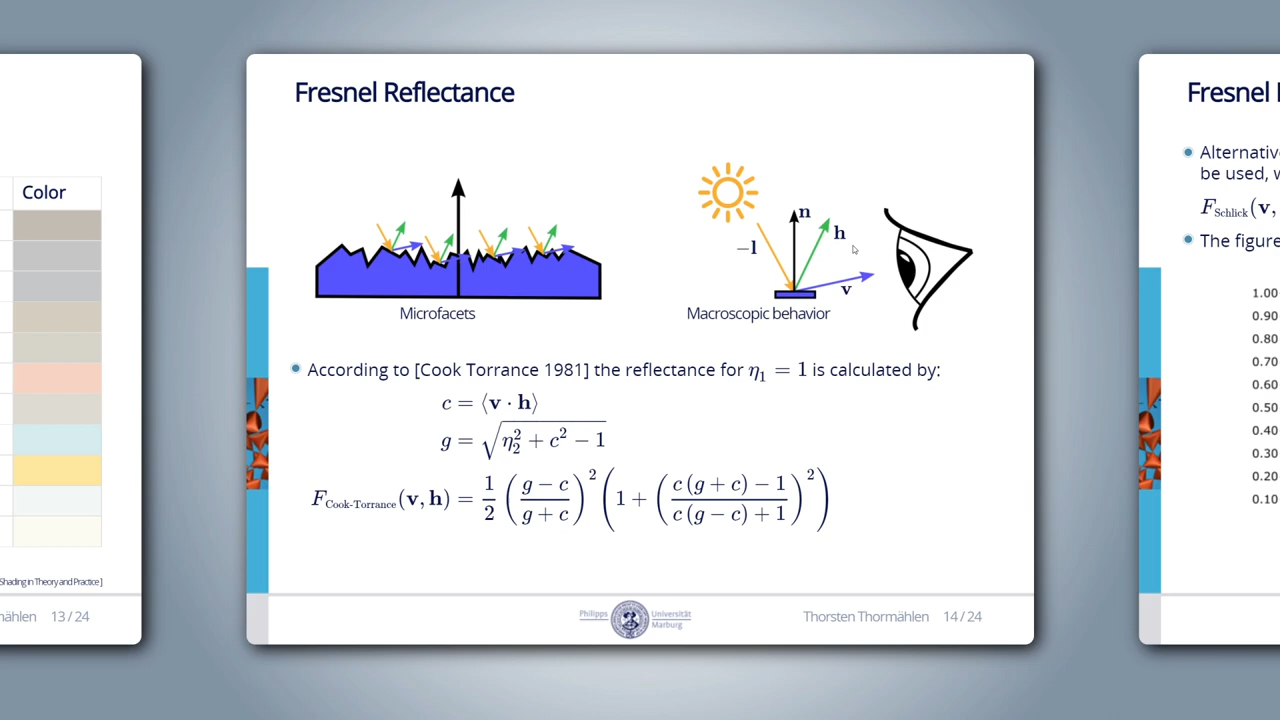 Color
Shading in Theory and Practice ]
mählen 13 / 24
Fresnel Reflectance
n
h
−l
v
Microfacets
Macroscopic behavior
According to [Cook Torrance 1981] the reflectance for η₁ = 1 is calculated by:
c = ⟨v · h⟩
g = √(η₂² + c² − 1)
F_Cook-Torrance(v, h) = 1/2 ((g − c)/(g + c))² (1 + ((c (g + c) − 1)/(c (g − c) + 1))²)
Philipps Universität
Marburg
Thorsten Thormählen 14 / 24
Fresnel
Alternativ
be used, w
F_Schlick(v,
The figure
1.00
0.90
0.80
0.70
0.60
0.50
0.40
0.30
0.20
0.10